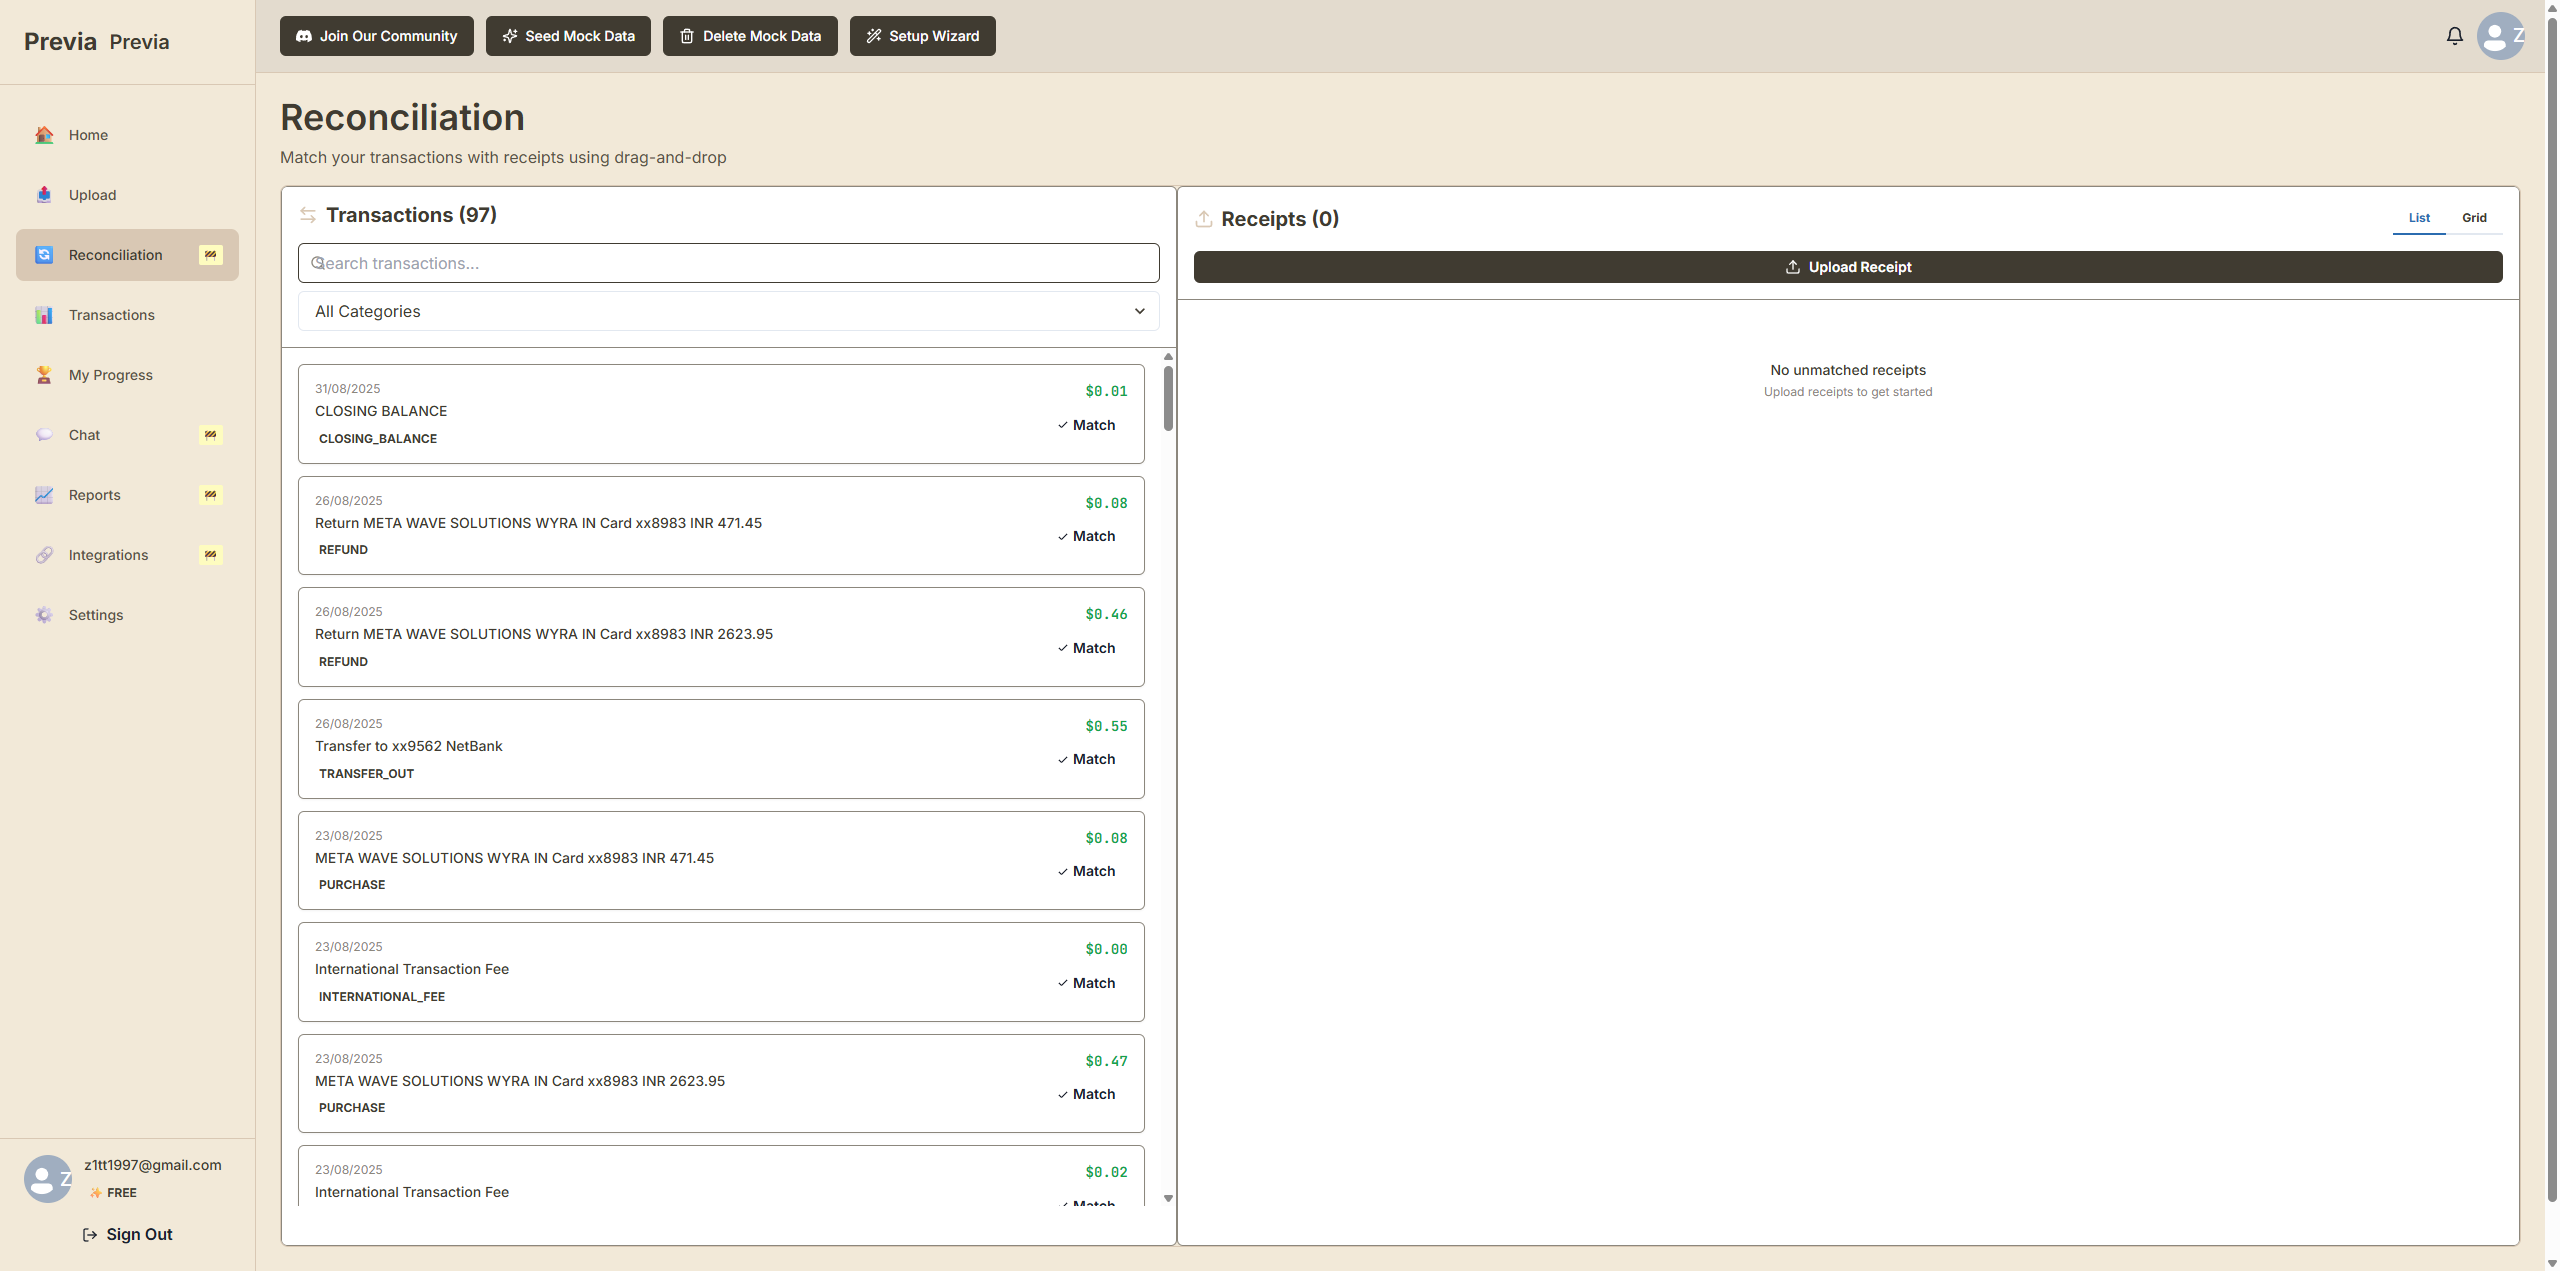 Previa Previa
Join Our Community
Seed Mock Data
Delete Mock Data
Setup Wizard
Z
Home
Upload
Reconciliation
Transactions
My Progress
Chat
Reports
Integrations
Settings
z1tt1997@gmail.com
Z
FREE
Sign Out
Reconciliation
Match your transactions with receipts using drag-and-drop
Transactions (97)
Search transactions...
All Categories
31/08/2025
$0.01
CLOSING BALANCE
Match
CLOSING_BALANCE
26/08/2025
$0.08
Return META WAVE SOLUTIONS WYRA IN Card xx8983 INR 471.45
Match
REFUND
26/08/2025
$0.46
Return META WAVE SOLUTIONS WYRA IN Card xx8983 INR 2623.95
Match
REFUND
26/08/2025
$0.55
Transfer to xx9562 NetBank
Match
TRANSFER_OUT
23/08/2025
$0.08
META WAVE SOLUTIONS WYRA IN Card xx8983 INR 471.45
Match
PURCHASE
23/08/2025
$0.00
International Transaction Fee
Match
INTERNATIONAL_FEE
23/08/2025
$0.47
META WAVE SOLUTIONS WYRA IN Card xx8983 INR 2623.95
Match
PURCHASE
23/08/2025
$0.02
International Transaction Fee
Match
Receipts (0)
List
Grid
Upload Receipt
No unmatched receipts
Upload receipts to get started